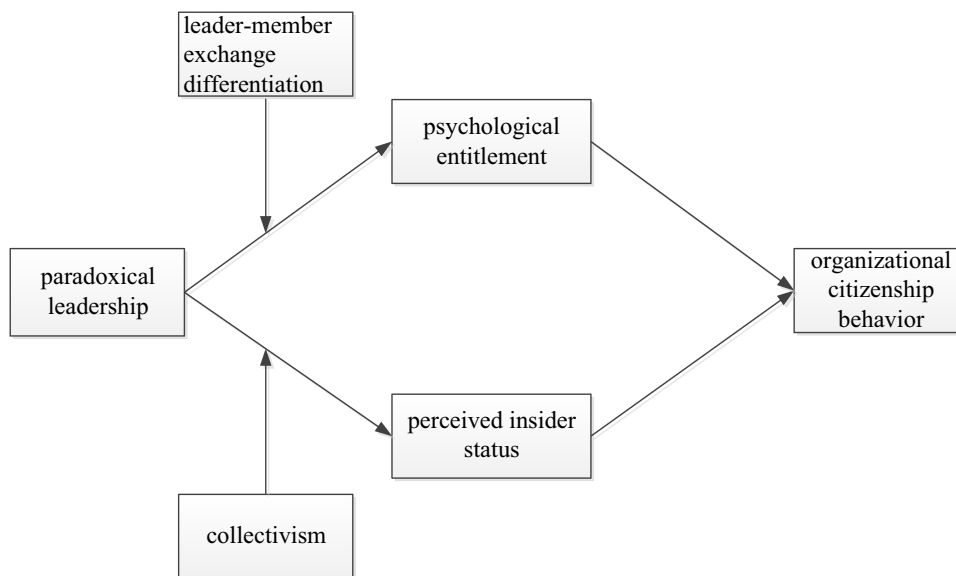 leader-member
exchange
differentiation
psychological
entitlement
paradoxical
leadership
organizational
citizenship
behavior
perceived insider
status
collectivism